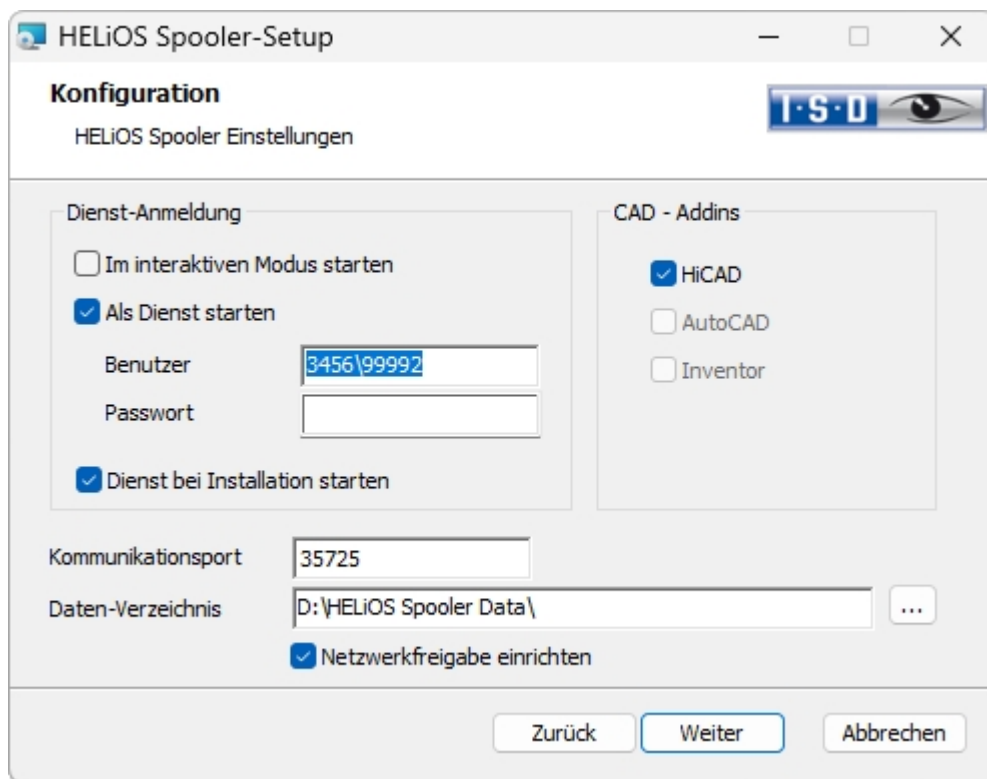 HELiOS Spooler-Setup
Konfiguration
HELiOS Spooler Einstellungen
I·S·D
Dienst-Anmeldung
Im interaktiven Modus starten
Als Dienst starten
Benutzer
3456\99992
Passwort
Dienst bei Installation starten
CAD - Addins
HiCAD
AutoCAD
Inventor
Kommunikationsport
35725
Daten-Verzeichnis
D:\HELiOS Spooler Data\
...
Netzwerkfreigabe einrichten
Zurück
Weiter
Abbrechen